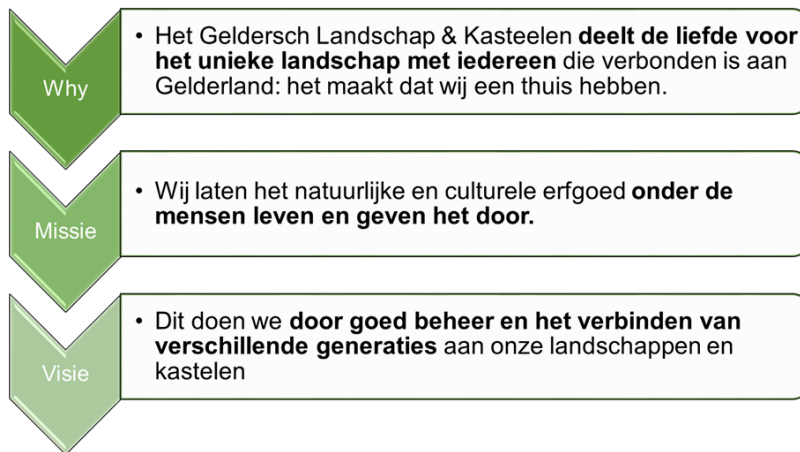 Why
• Het Geldersch Landschap & Kasteelen deelt de liefde voor
het unieke landschap met iedereen die verbonden is aan
Gelderland: het maakt dat wij een thuis hebben.
Missie
• Wij laten het natuurlijke en culturele erfgoed onder de
mensen leven en geven het door.
Visie
• Dit doen we door goed beheer en het verbinden van
verschillende generaties aan onze landschappen en
kastelen